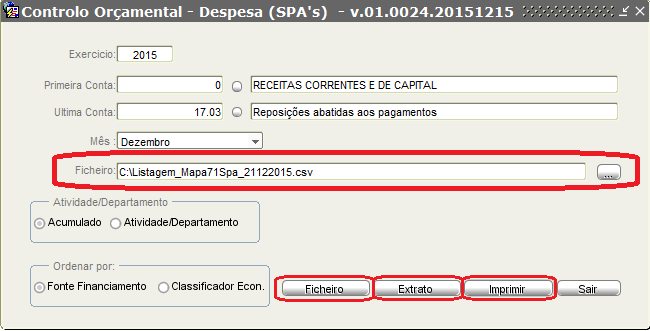 Controlo Orçamental - Despesa (SPA's) - v.01.0024.20151215
Exercicio: 2015
Primeira Conta: 0 RECEITAS CORRENTES E DE CAPITAL
Ultima Conta: 17.03 Reposições abatidas aos pagamentos
Mês : Dezembro
Ficheiro: C:\Listagem_Mapa71Spa_21122015.csv ...
Atividade/Departamento
Acumulado Atividade/Departamento
Ordenar por:
Fonte Financiamento Classificador Econ. Ficheiro Extrato Imprimir Sair